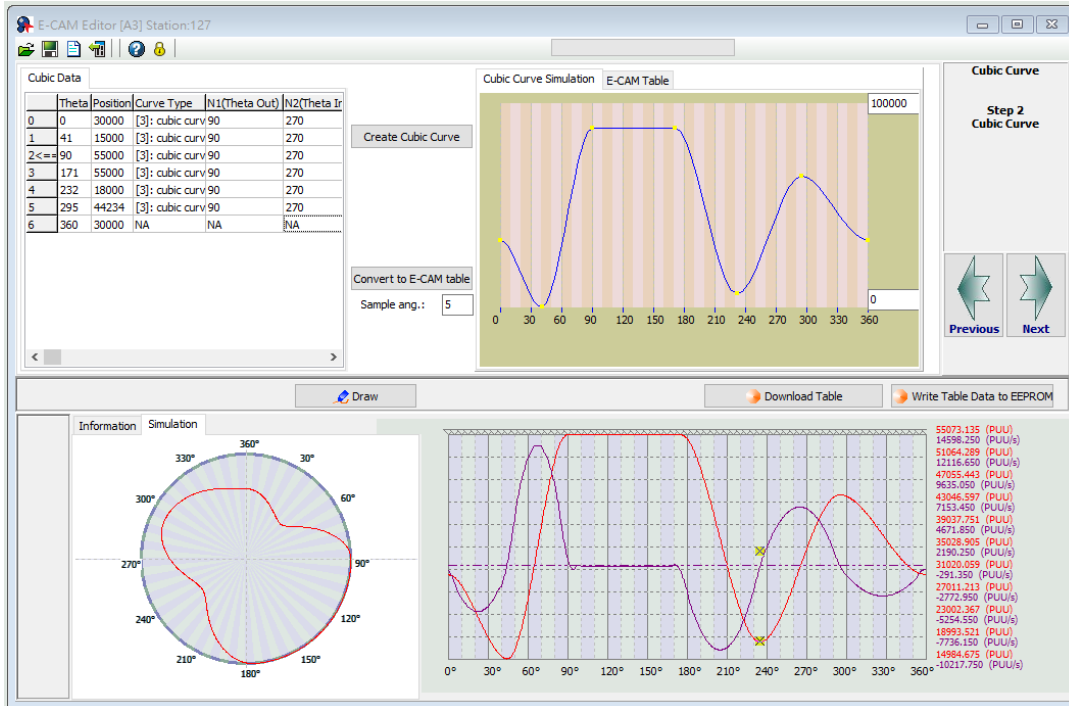 E-CAM Editor [A3] Station:127
Cubic Data
Theta Position Curve Type N1(Theta Out) N2(Theta Ir
0 0 30000 [3]: cubic curv 90 270
1 41 15000 [3]: cubic curv 90 270
2<== 90 55000 [3]: cubic curv 90 270
3 171 55000 [3]: cubic curv 90 270
4 232 18000 [3]: cubic curv 90 270
5 295 44234 [3]: cubic curv 90 270
6 360 30000 NA NA NA
Create Cubic Curve
Convert to E-CAM table
Sample ang.: 5
Cubic Curve Simulation E-CAM Table
100000
0
0 30 60 90 120 150 180 210 240 270 300 330 360
Cubic Curve
Step 2
Cubic Curve
Previous Next
Draw Download Table Write Table Data to EEPROM
Information Simulation
360°
330° 30°
300° 60°
270° 90°
240° 120°
210° 150°
180°
55073.135 (PUU)
14598.250 (PUU/s)
51064.289 (PUU)
12116.650 (PUU/s)
47055.443 (PUU)
9635.050 (PUU/s)
43046.597 (PUU)
7153.450 (PUU/s)
39037.751 (PUU)
4671.850 (PUU/s)
35028.905 (PUU)
2190.250 (PUU/s)
31020.059 (PUU)
-291.350 (PUU/s)
27011.213 (PUU)
-2772.950 (PUU/s)
23002.367 (PUU)
-5254.550 (PUU/s)
18993.521 (PUU)
-7736.150 (PUU/s)
14984.675 (PUU)
-10217.750 (PUU/s)
0° 30° 60° 90° 120° 150° 180° 210° 240° 270° 300° 330° 360°